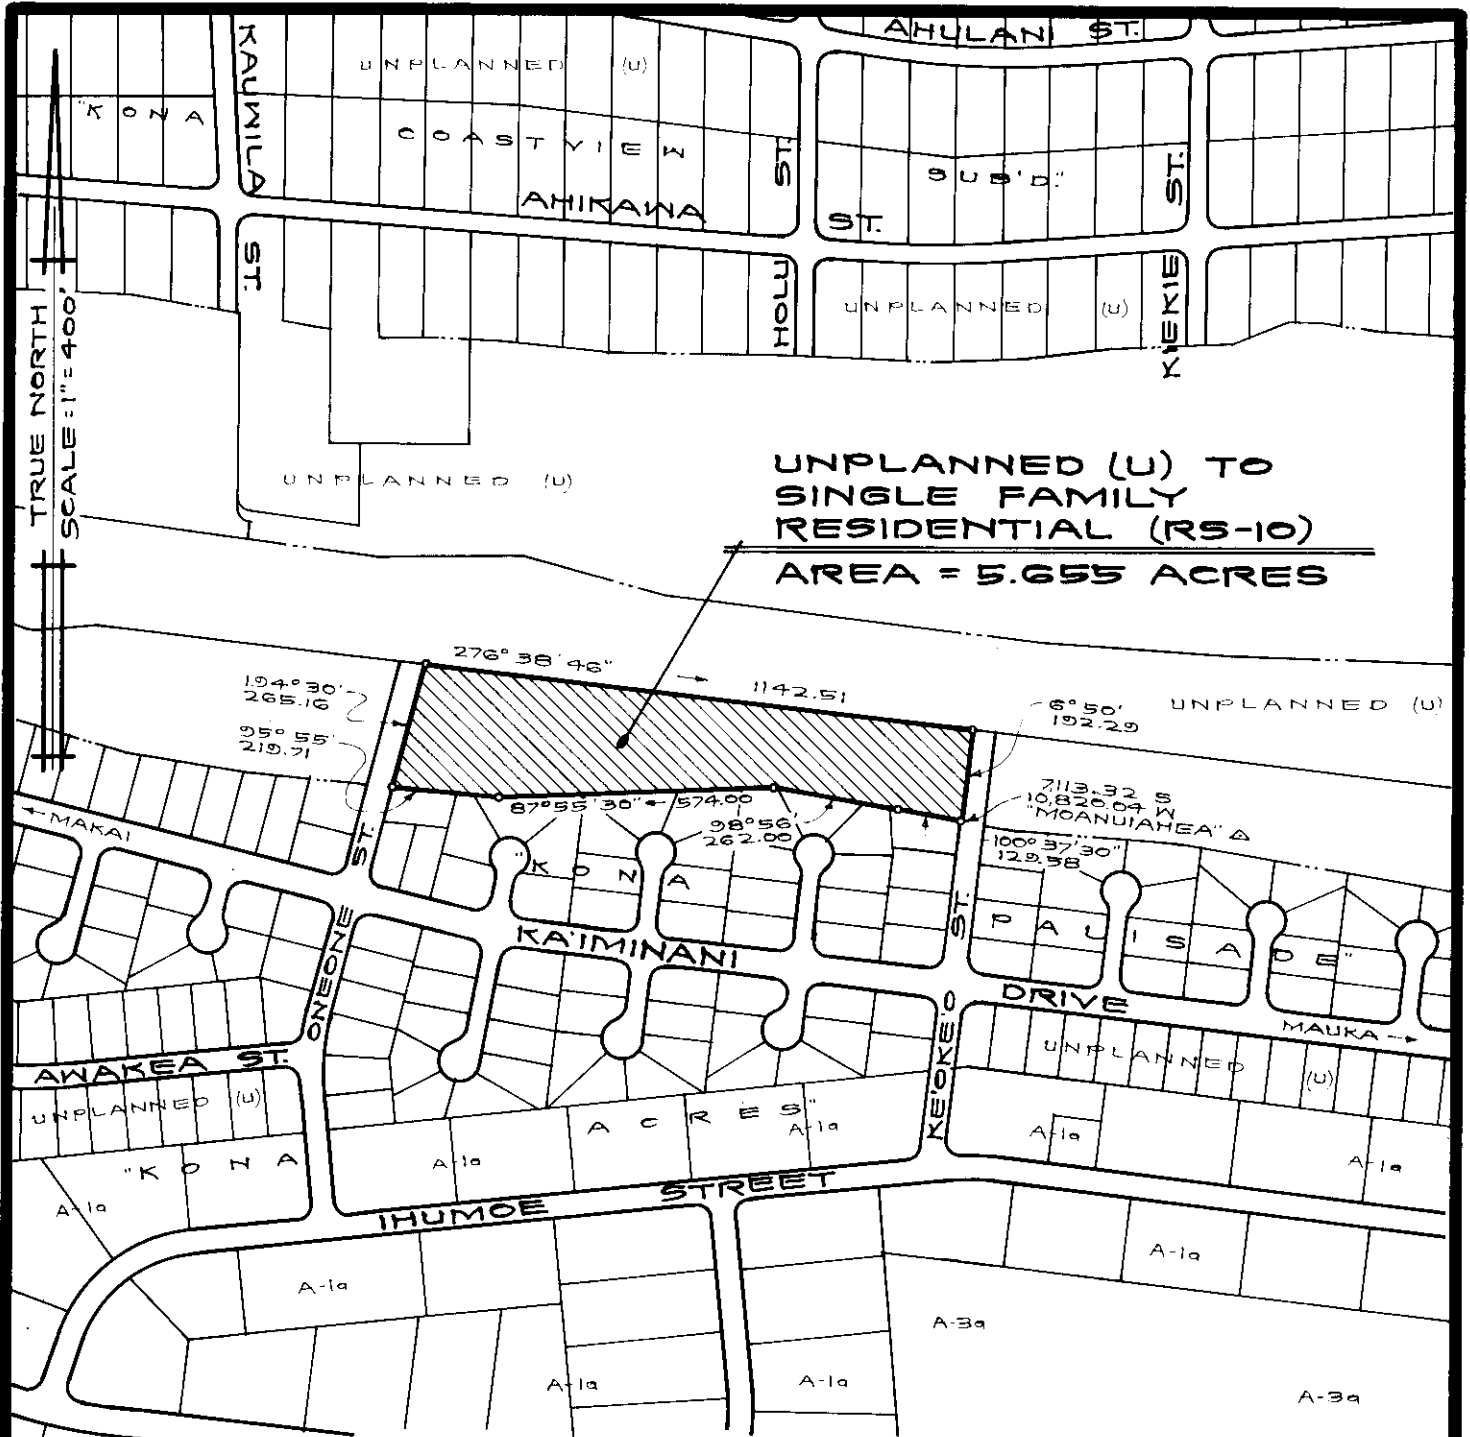 AHULANI ST.
KAUWILA ST.
UNPLANNED (U)
"KONA
COASTVIEW
SUB'D."
AHIKAWA ST.
HOLU ST.
KIEKIE ST.
UNPLANNED (U)
TRUE NORTH
SCALE: 1" = 400'
UNPLANNED (U)
UNPLANNED (U) TO
SINGLE FAMILY
RESIDENTIAL (RS-10)
AREA = 5.655 ACRES
276° 38' 46"
1142.51
194° 30'
265.16
95° 55'
219.71
6° 50'
192.29
UNPLANNED (U)
87° 55' 30"
574.00
98° 56'
262.00
7113.32 S
10,820.04 W
"MOANUIAHEA" △
100° 37' 30"
129.58
MAKAI
"KONA
PALISADE"
ONEONE ST.
KA'IMINANI DRIVE
KE'OKE'O ST.
MAUKA
AWAKEA ST.
UNPLANNED (U)
UNPLANNED (U)
"KONA
ACRES"
A-1a
A-1a
A-1a
A-1a
A-1a
IHUMOE STREET
A-1a
A-1a
A-3a
A-1a
A-1a
A-3a